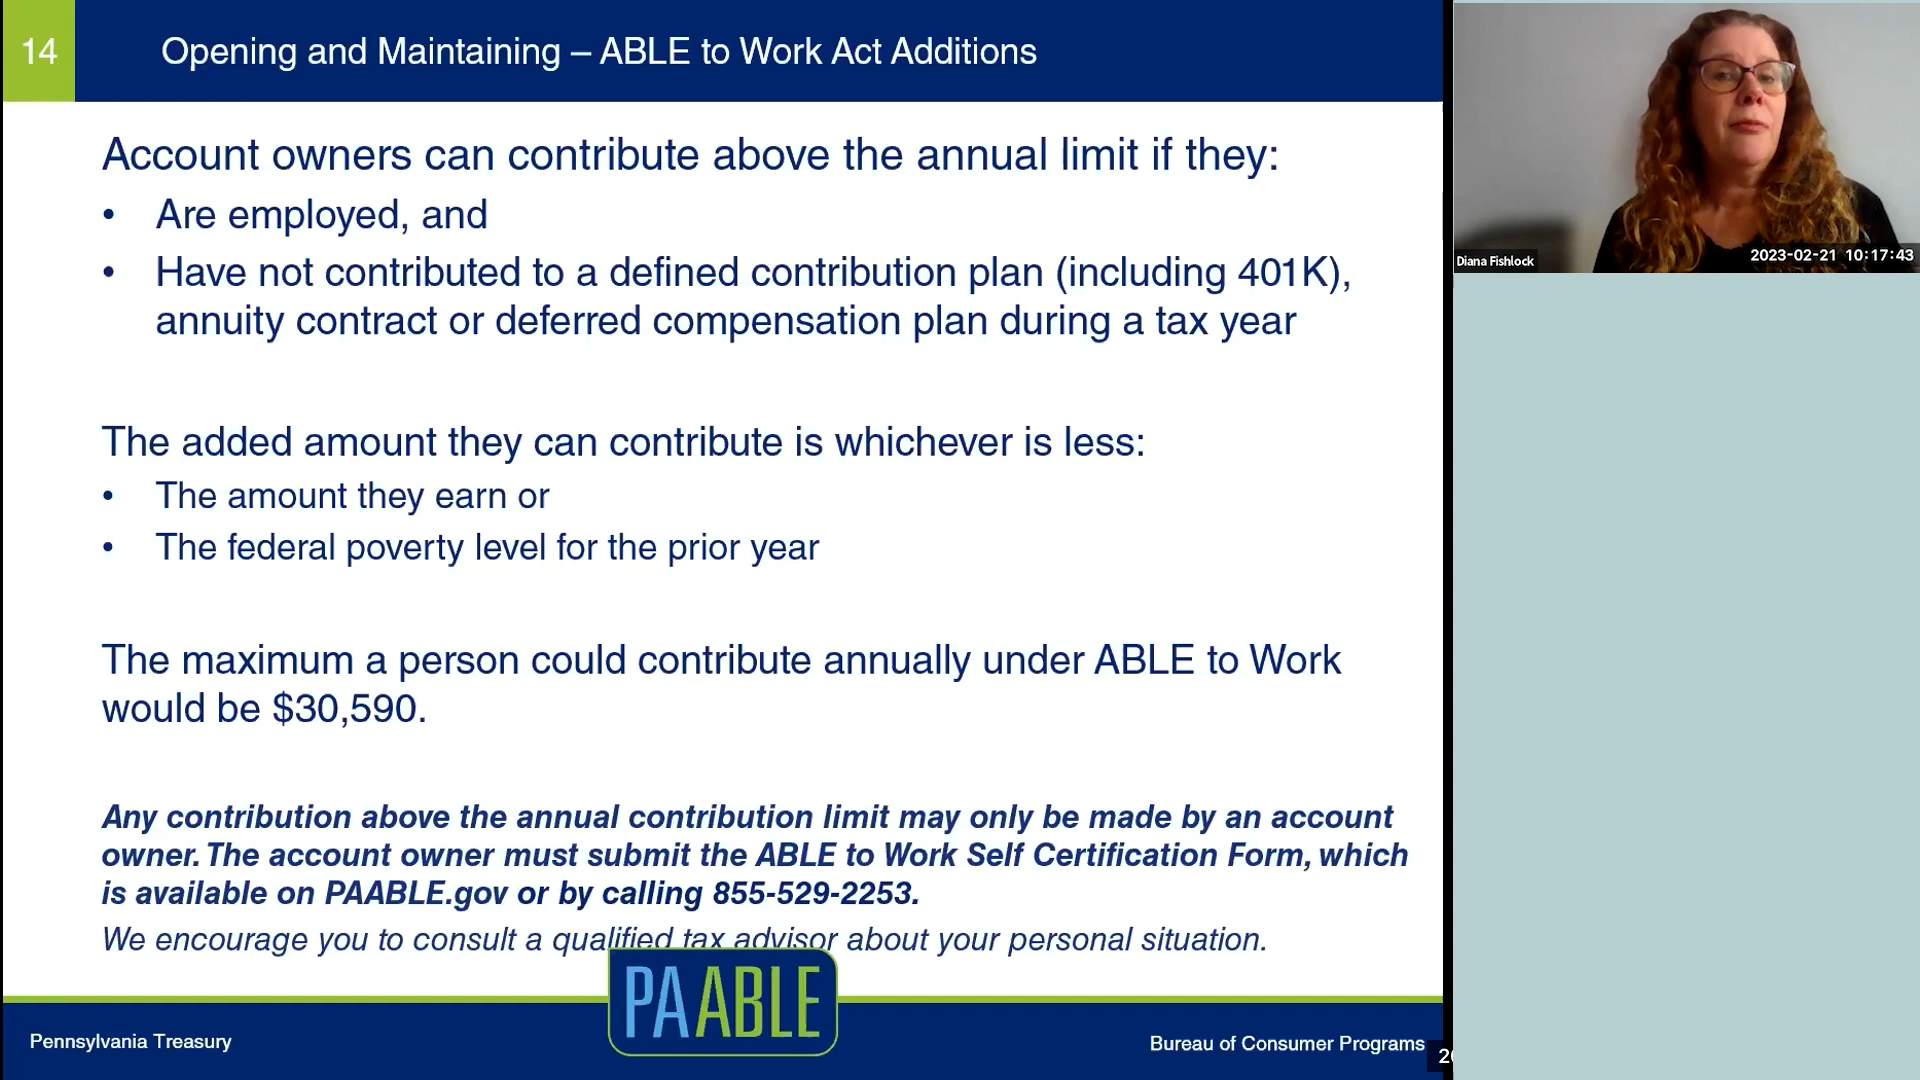 14
Opening and Maintaining – ABLE to Work Act Additions
Account owners can contribute above the annual limit if they:
• Are employed, and
• Have not contributed to a defined contribution plan (including 401K),
annuity contract or deferred compensation plan during a tax year
The added amount they can contribute is whichever is less:
• The amount they earn or
• The federal poverty level for the prior year
The maximum a person could contribute annually under ABLE to Work
would be $30,590.
Any contribution above the annual contribution limit may only be made by an account
owner. The account owner must submit the ABLE to Work Self Certification Form, which
is available on PAABLE.gov or by calling 855-529-2253.
We encourage you to consult a qualified tax advisor about your personal situation.
PA ABLE
Pennsylvania Treasury
Bureau of Consumer Programs
Diana Fishlock
2023-02-21 10:17:43